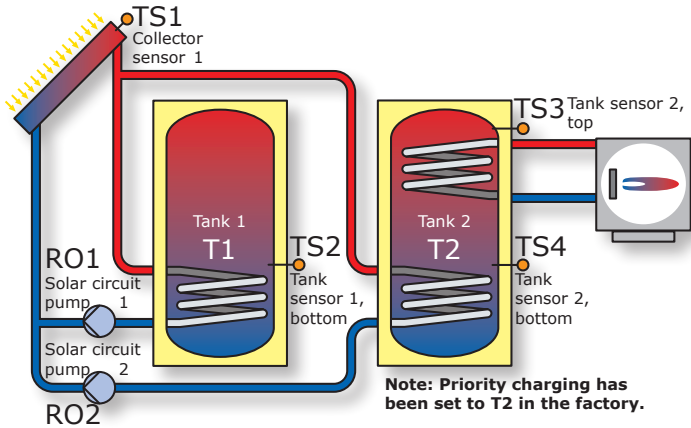 TS1
Collector
sensor 1
TS3 Tank sensor 2,
top
Tank 1
T1
Tank 2
T2
TS2
Tank
sensor 1,
bottom
TS4
Tank
sensor 2,
bottom
RO1
Solar circuit
pump 1
Solar circuit
pump 2
RO2
Note: Priority charging has
been set to T2 in the factory.